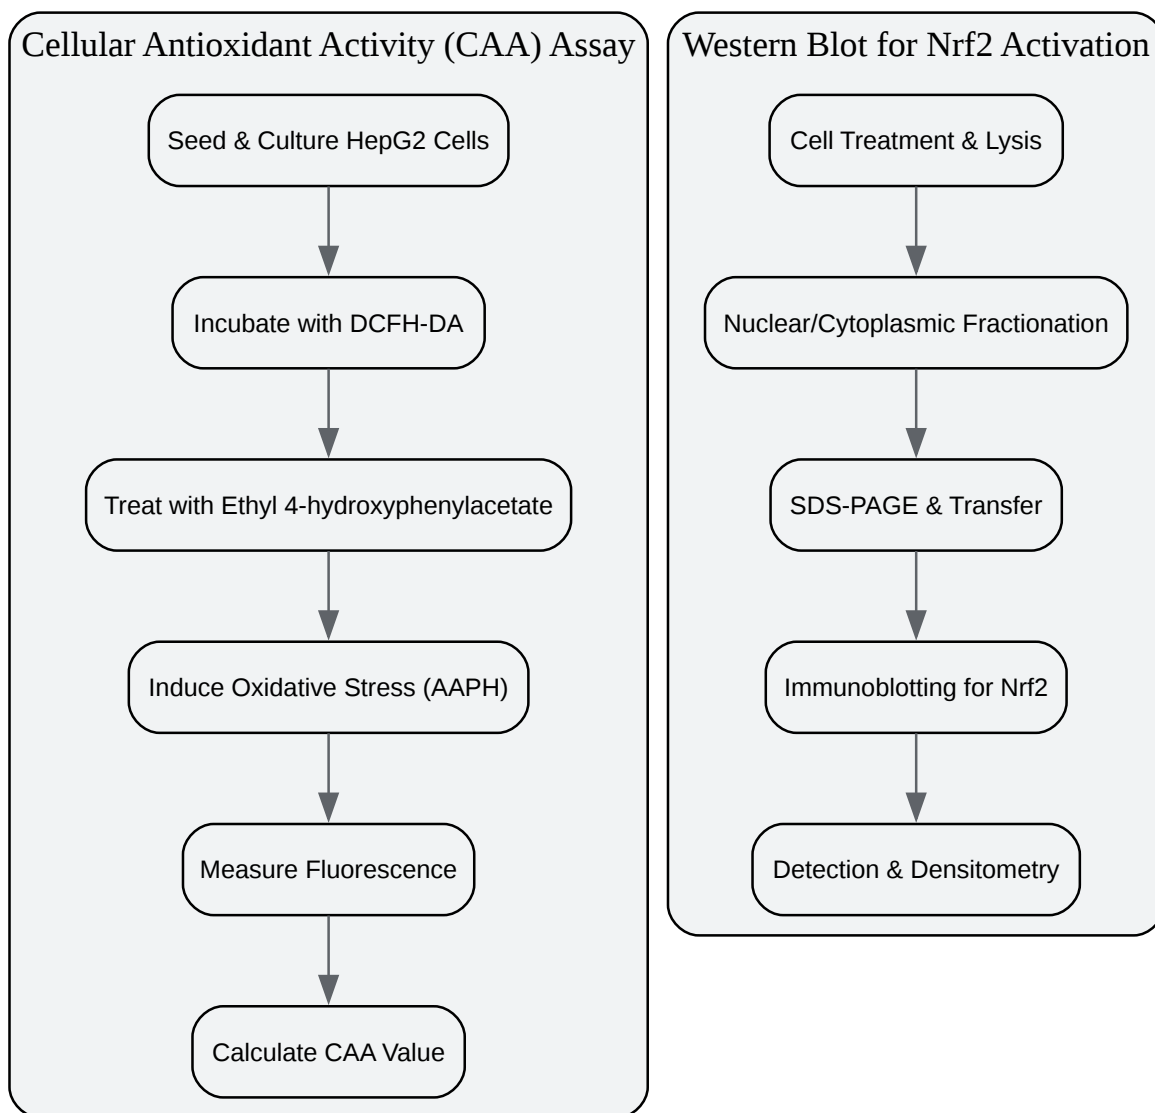 Cellular Antioxidant Activity (CAA) Assay
Seed & Culture HepG2 Cells
Incubate with DCFH-DA
Treat with Ethyl 4-hydroxyphenylacetate
Induce Oxidative Stress (AAPH)
Measure Fluorescence
Calculate CAA Value
Western Blot for Nrf2 Activation
Cell Treatment & Lysis
Nuclear/Cytoplasmic Fractionation
SDS-PAGE & Transfer
Immunoblotting for Nrf2
Detection & Densitometry